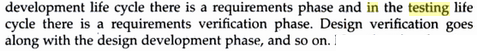 development life cycle there is a requirements phase and in the testing life
cycle there is a requirements verification phase. Design verification goes
along with the design development phase, and so on.